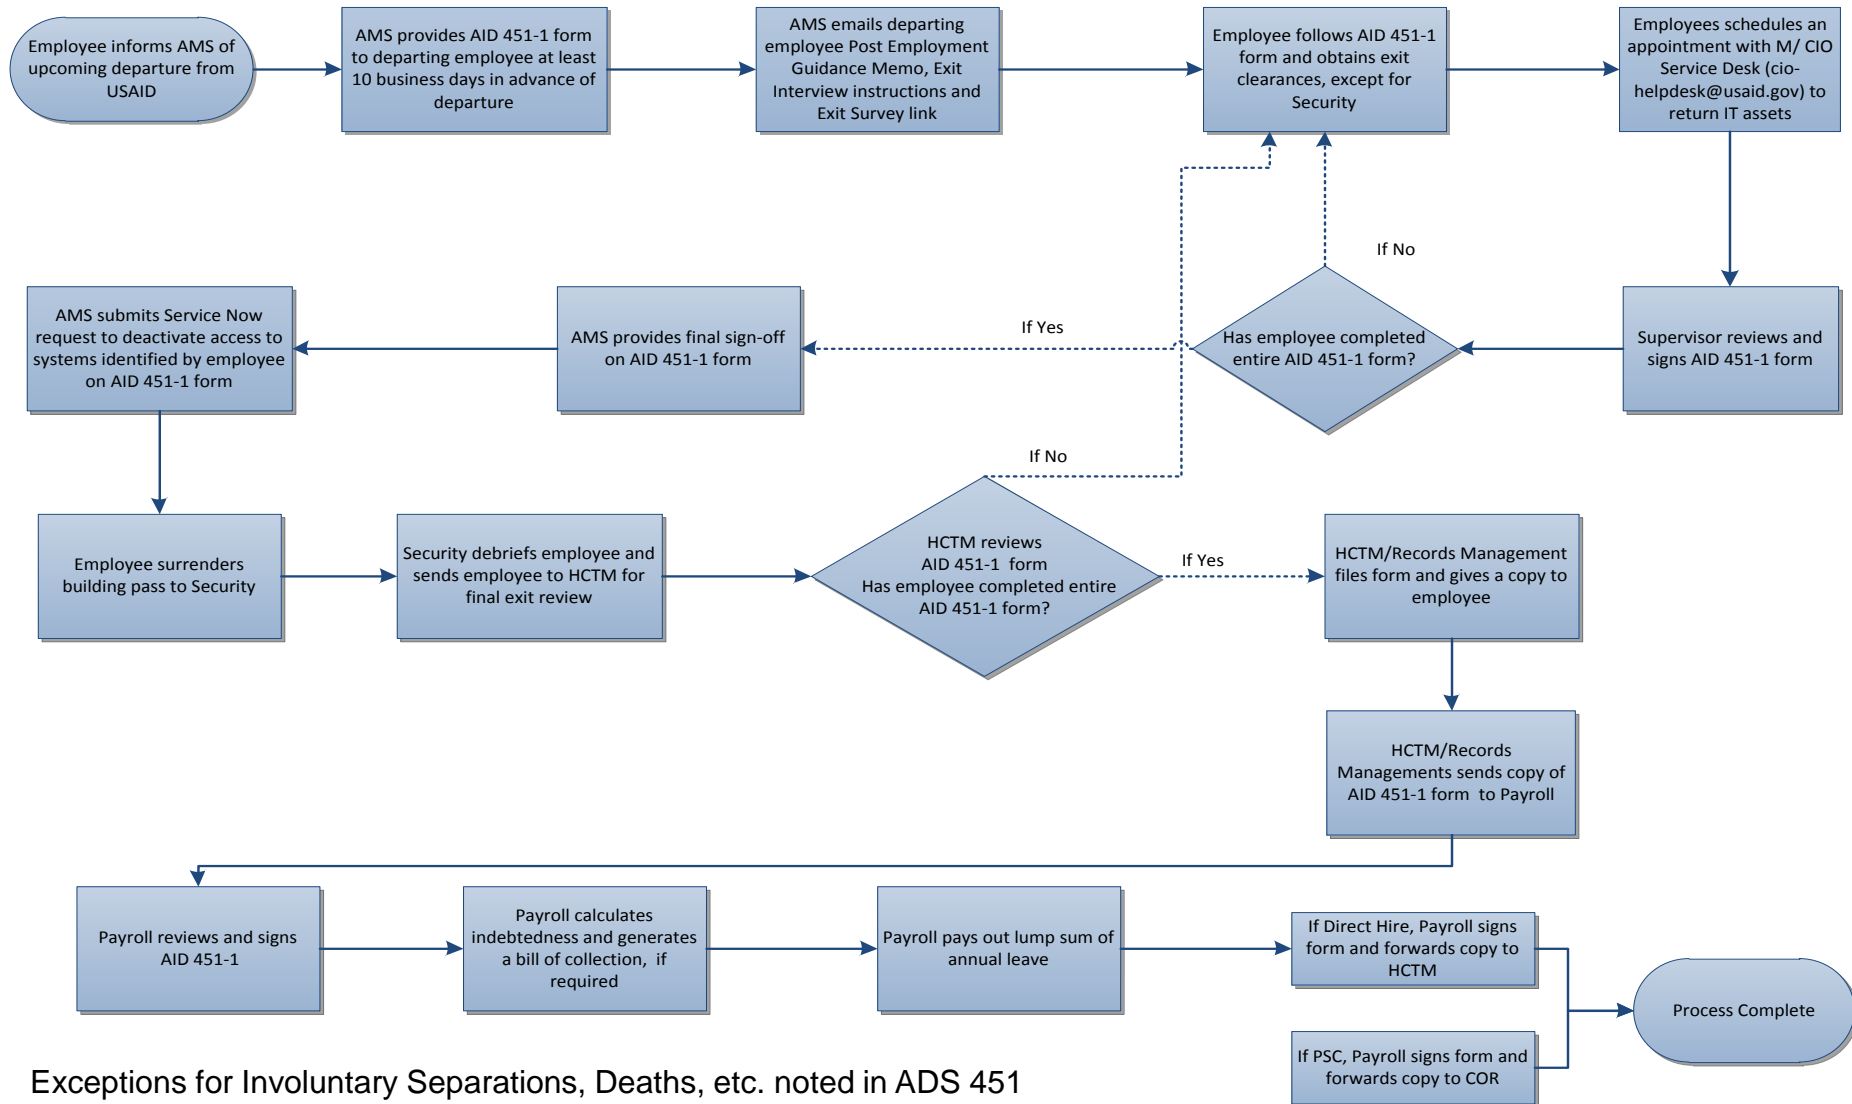 Employee informs AMS of
upcoming departure from
USAID
AMS provides AID 451-1 form
to departing employee at least
10 business days in advance of
departure
AMS emails departing
employee Post Employment
Guidance Memo, Exit
Interview instructions and
Exit Survey link
Employee follows AID 451-1
form and obtains exit
clearances, except for
Security
Employees schedules an
appointment with M/ CIO
Service Desk (cio-
helpdesk@usaid.gov) to
return IT assets
If No
AMS submits Service Now
request to deactivate access to
systems identified by employee
on AID 451-1 form
AMS provides final sign-off
on AID 451-1 form
If Yes
Has employee completed
entire AID 451-1 form?
Supervisor reviews and
signs AID 451-1 form
If No
Employee surrenders
building pass to Security
Security debriefs employee and
sends employee to HCTM for
final exit review
HCTM reviews
AID 451-1 form
Has employee completed entire
AID 451-1 form?
If Yes
HCTM/Records Management
files form and gives a copy to
employee
HCTM/Records
Managements sends copy of
AID 451-1 form to Payroll
Payroll reviews and signs
AID 451-1
Payroll calculates
indebtedness and generates
a bill of collection, if
required
Payroll pays out lump sum of
annual leave
If Direct Hire, Payroll signs
form and forwards copy to
HCTM
Process Complete
If PSC, Payroll signs form and
forwards copy to COR
Exceptions for Involuntary Separations, Deaths, etc. noted in ADS 451